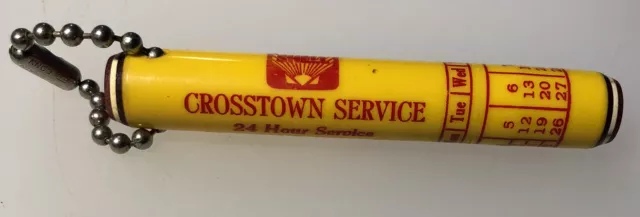 CROSSTOWN SERVICE
24 Hour Service
Tue Wed
6
5 13
12 20
19 27
26